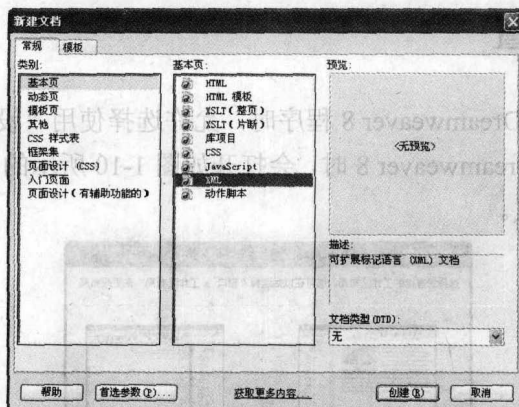 新建文档
常规
模板
类别:
基本页
动态页
模板页
其他
CSS 样式表
框架集
页面设计 (CSS)
入门页面
页面设计(有辅助功能的)
基本页:
HTML
HTML 模板
XSLT(整页)
XSLT(片断)
库项目
CSS
JavaScript
XML
动作脚本
预览:
<无预览>
描述:
可扩展标记语言 (XML) 文档
文档类型(DTD):
无
帮助
首选参数(P)...
获取更多内容...
创建(R)
取消